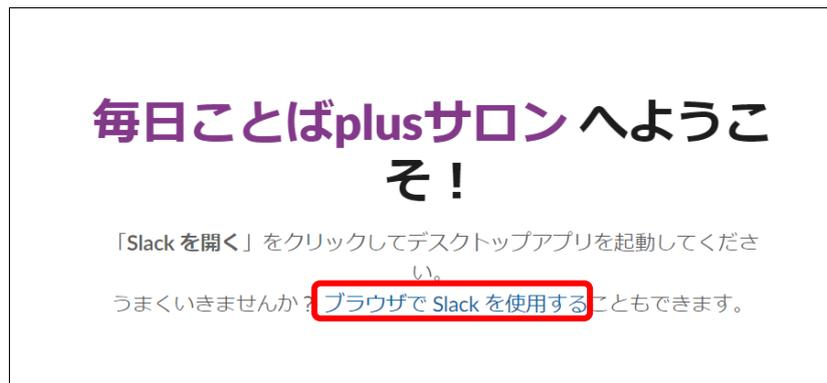 毎日ことばplusサロン へようこ
そ！
「Slack を開く」をクリックしてデスクトップアプリを起動してくださ
い。
うまくいきませんか？ ブラウザで Slack を使用することもできます。